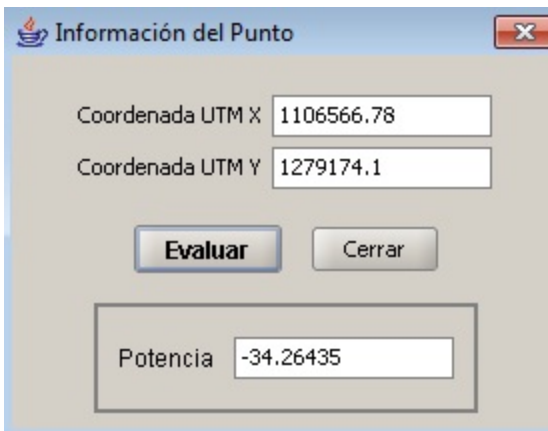 Información del Punto
Coordenada UTM X 1106566.78
Coordenada UTM Y 1279174.1
Evaluar Cerrar
Potencia -34.26435